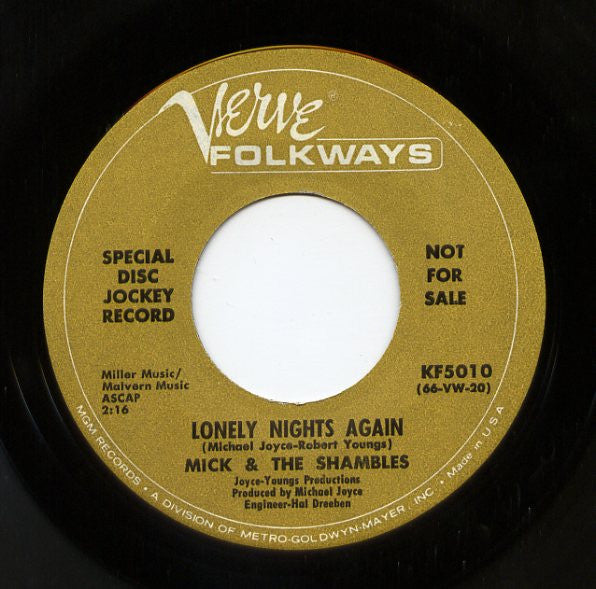 Verve®
FOLKWAYS
SPECIAL
DISC
JOCKEY
RECORD
NOT
FOR
SALE
Miller Music/
Malvern Music
ASCAP
2:16
KF5010
(66-VW-20)
LONELY NIGHTS AGAIN
(Michael Joyce-Robert Youngs)
MICK & THE SHAMBLES
Joyce-Youngs Productions
Produced by Michael Joyce
Engineer-Hal Dreeben
MGM RECORDS • A DIVISION OF METRO-GOLDWYN-MAYER, INC. • Made in U.S.A